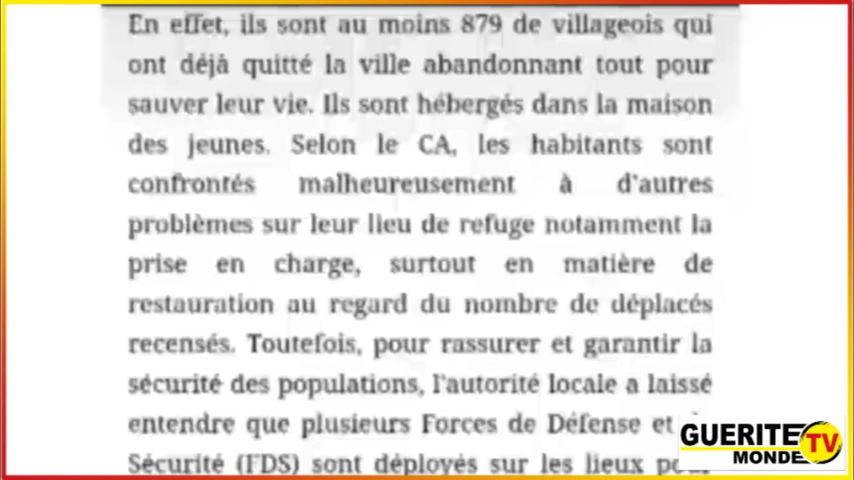 En effet, ils sont au moins 879 de villageois qui
ont déjà quitté la ville abandonnant tout pour
sauver leur vie. Ils sont hébergés dans la maison
des jeunes. Selon le CA, les habitants sont
confrontés malheureusement à d'autres
problèmes sur leur lieu de refuge notamment la
prise en charge, surtout en matière de
restauration au regard du nombre de déplacés
recensés. Toutefois, pour rassurer et garantir la
sécurité des populations, l'autorité locale a laissé
entendre que plusieurs Forces de Défense et
Sécurité (FDS) sont déployés sur les lieux
GUERITE TV
MONDE